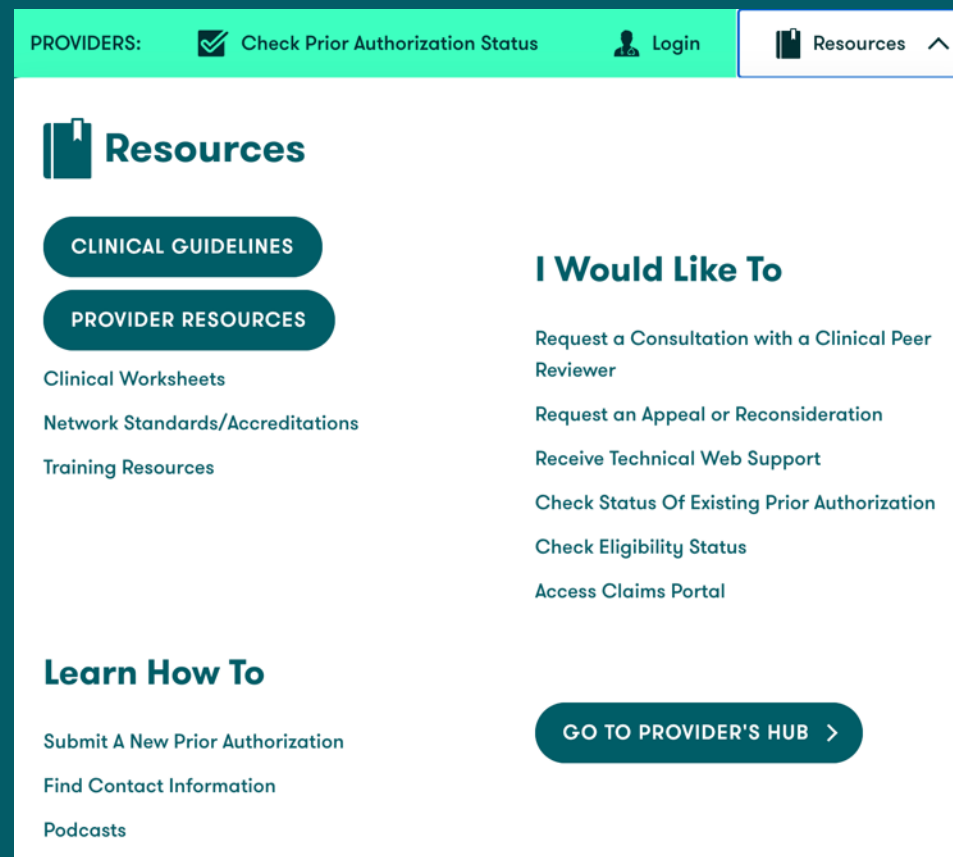 PROVIDERS:
Check Prior Authorization Status
Login
Resources
Resources
CLINICAL GUIDELINES
PROVIDER RESOURCES
Clinical Worksheets
Network Standards/Accreditations
Training Resources
I Would Like To
Request a Consultation with a Clinical Peer
Reviewer
Request an Appeal or Reconsideration
Receive Technical Web Support
Check Status Of Existing Prior Authorization
Check Eligibility Status
Access Claims Portal
Learn How To
Submit A New Prior Authorization
Find Contact Information
Podcasts
GO TO PROVIDER'S HUB